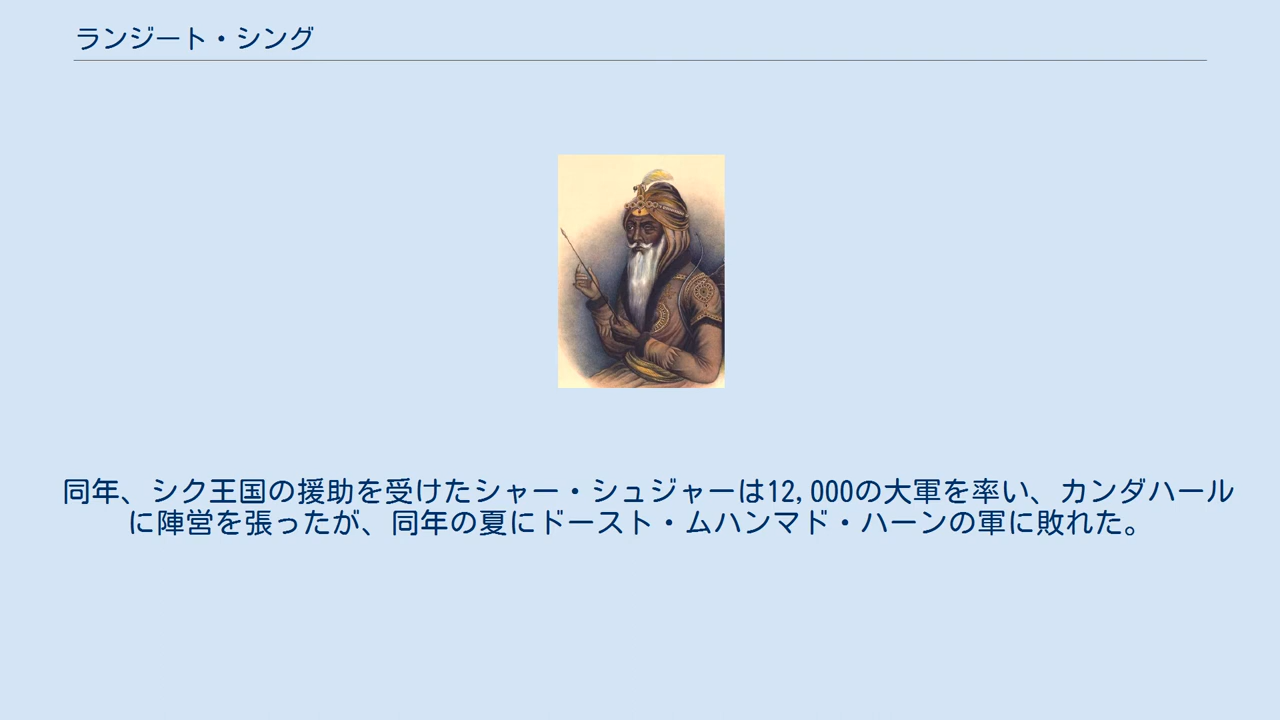 ランジート・シング
同年、シク王国の援助を受けたシャー・シュジャーは12,000の大軍を率い、カンダハール
に陣営を張ったが、同年の夏にドースト・ムハンマド・ハーンの軍に敗れた。